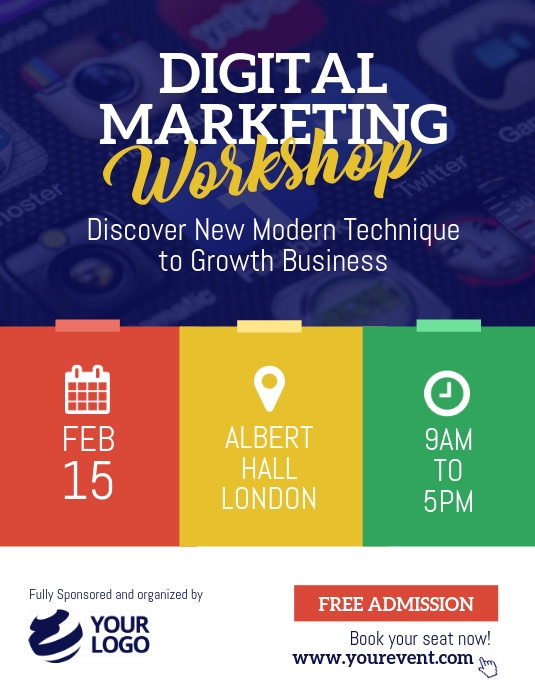 DIGITAL
MARKETING
Workshop
Discover New Modern Technique
to Growth Business
Twitter
FEB
15
ALBERT
HALL
LONDON
9AM
TO
5PM
Fully Sponsored and organized by
YOUR
LOGO
FREE ADMISSION
Book your seat now!
www.yourevent.com